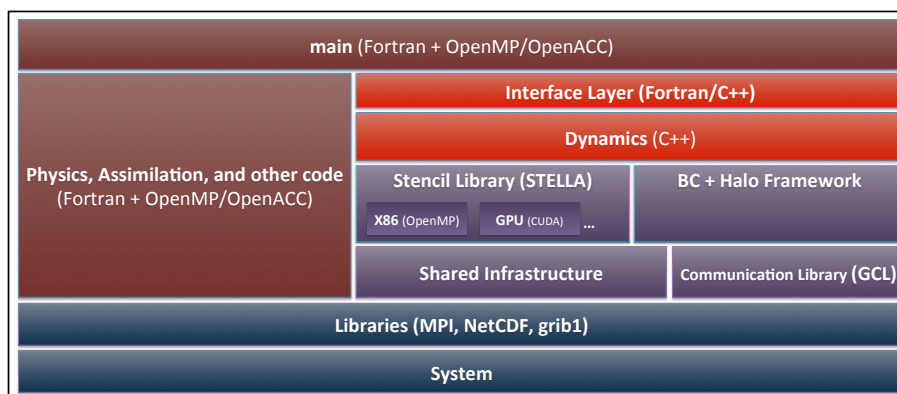 main (Fortran + OpenMP/OpenACC)
Physics, Assimilation, and other code
(Fortran + OpenMP/OpenACC)
Interface Layer (Fortran/C++)
Dynamics (C++)
Stencil Library (STELLA)
X86 (OpenMP)
GPU (CUDA)
...
BC + Halo Framework
Shared Infrastructure
Communication Library (GCL)
Libraries (MPI, NetCDF, grib1)
System